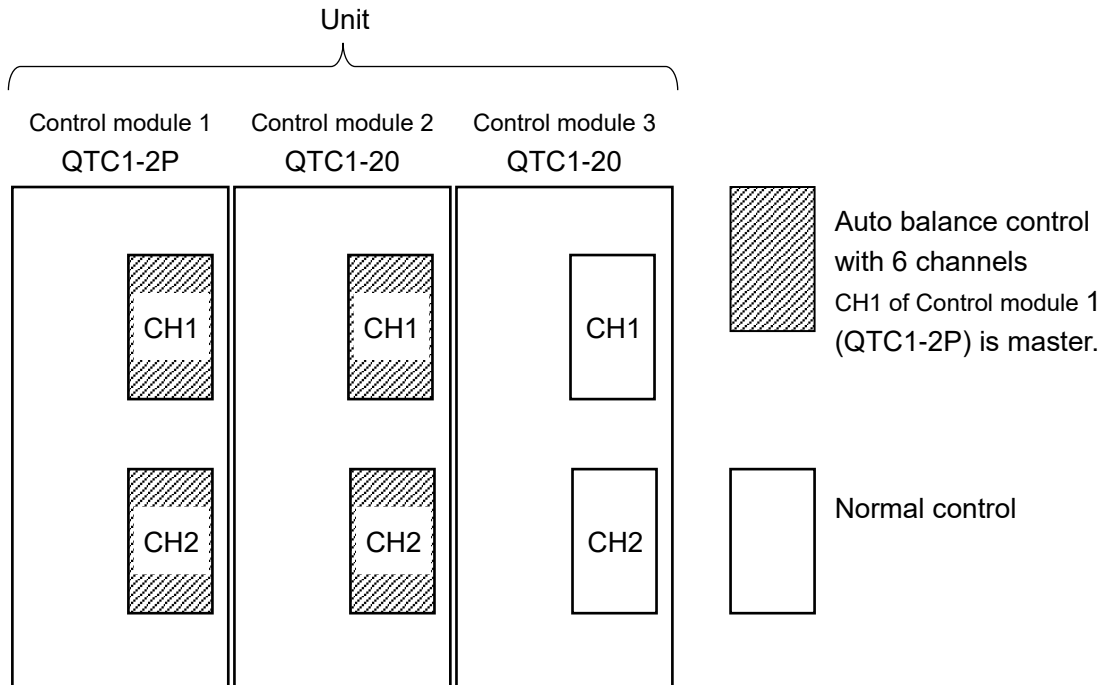 Unit
Control module 1
QTC1-2P
Control module 2
QTC1-20
Control module 3
QTC1-20
CH1
CH1
CH1
CH2
CH2
CH2
Auto balance control
with 6 channels
CH1 of Control module 1
(QTC1-2P) is master.
Normal control